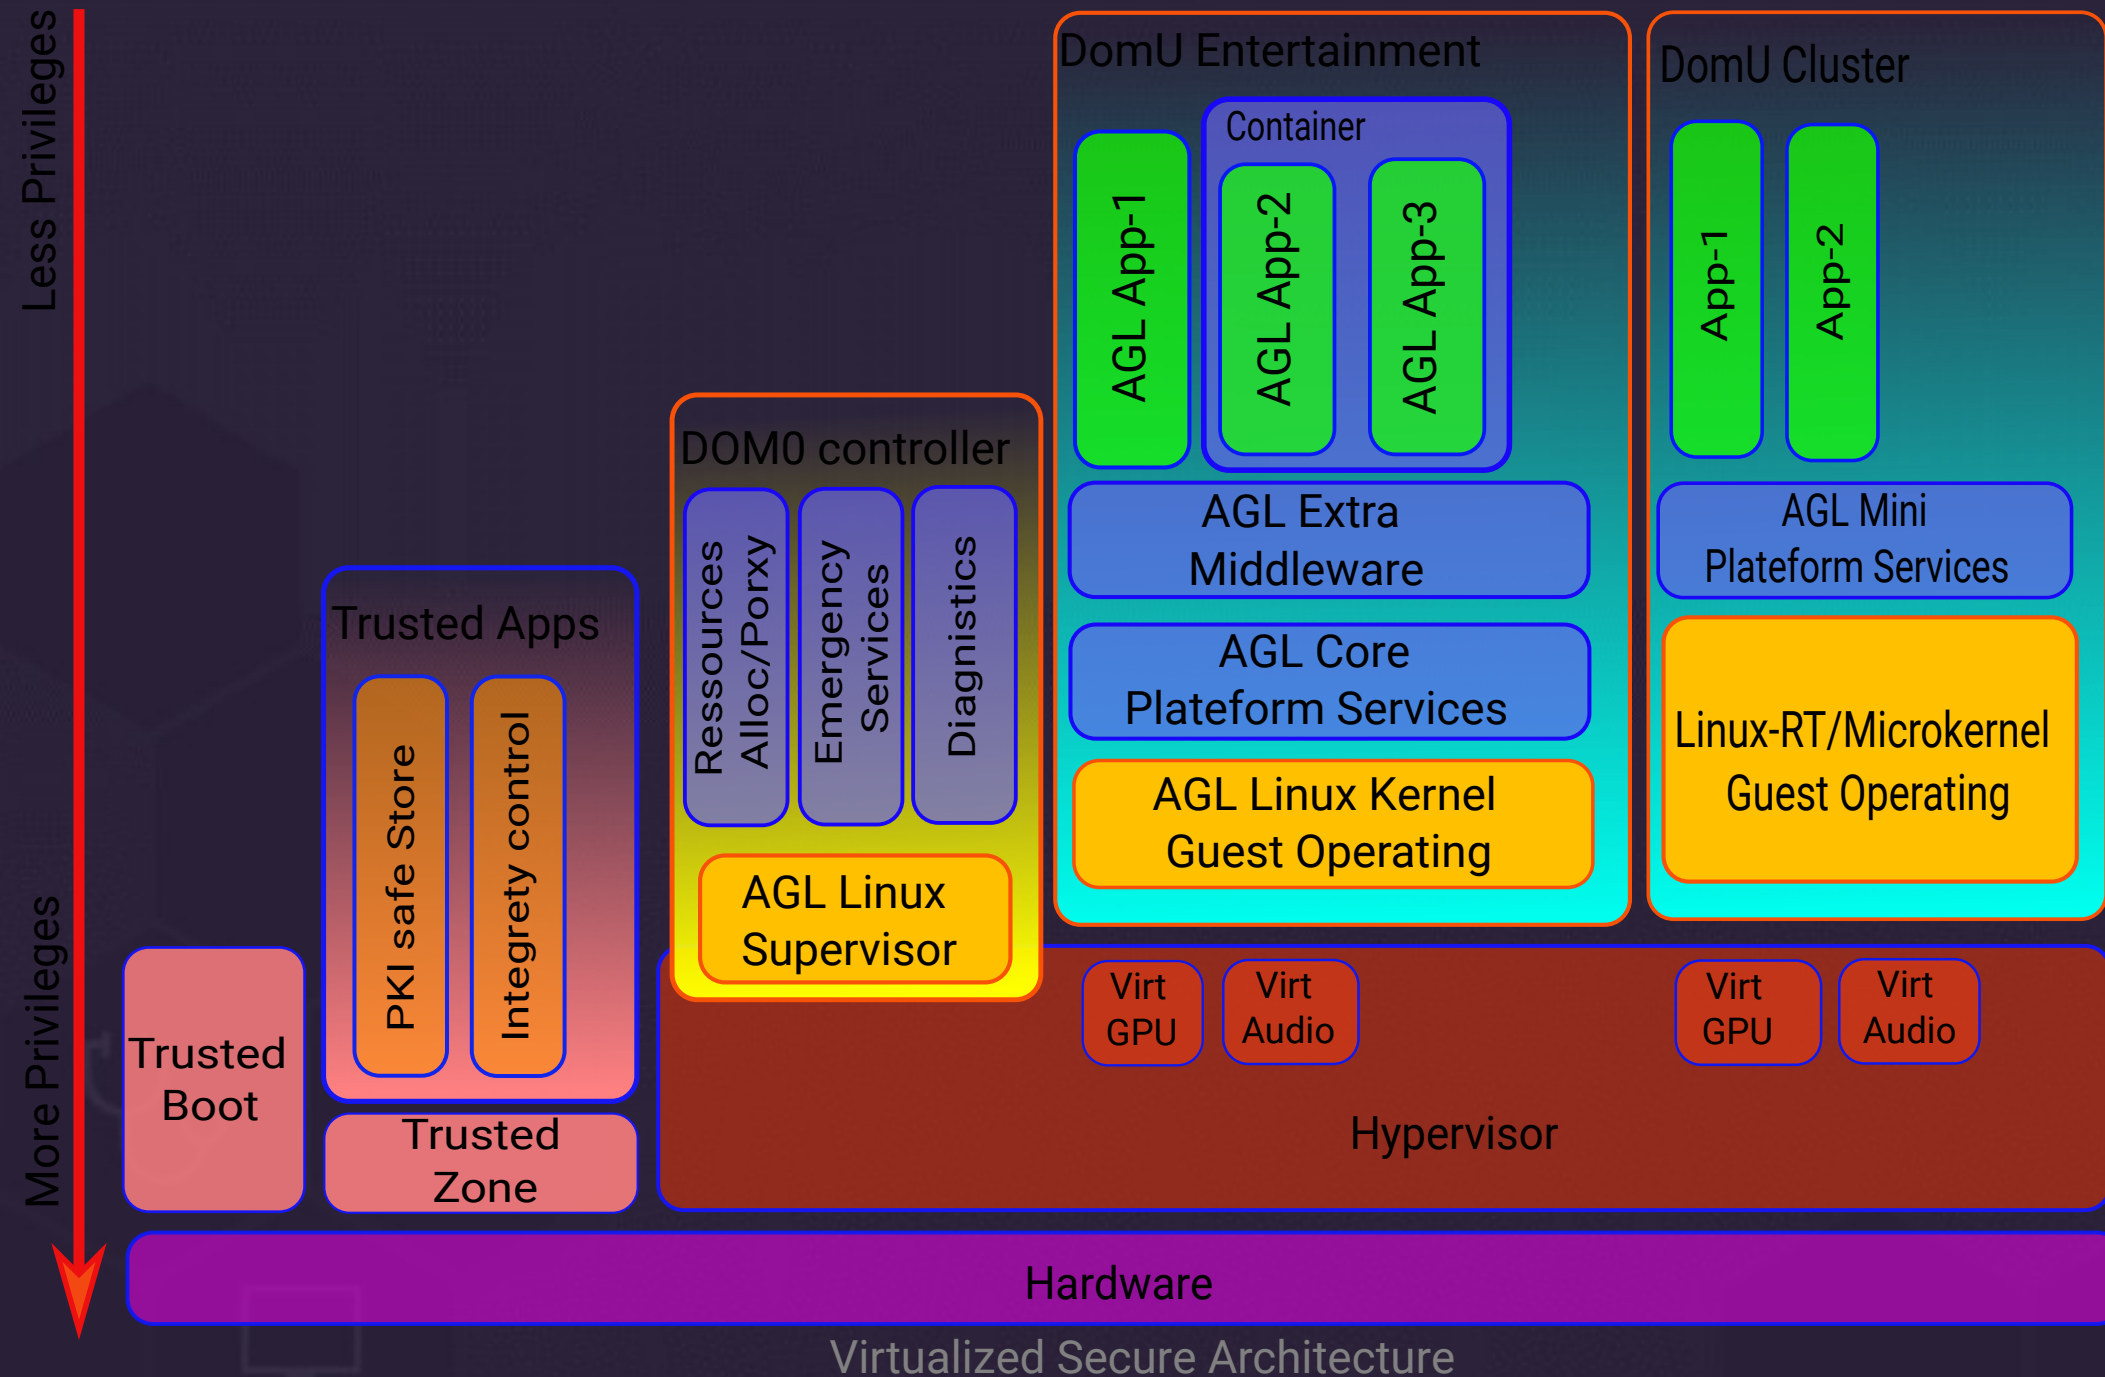 Less Privileges
More Privileges
DomU Entertainment
Container
AGL App-1
AGL App-2
AGL App-3
DomU Cluster
App-1
App-2
DOM0 controller
Ressources
Alloc/Porxy
Emergency
Services
Diagnistics
AGL Linux
Supervisor
AGL Extra
Middleware
AGL Core
Plateform Services
AGL Linux Kernel
Guest Operating
AGL Mini
Plateform Services
Linux-RT/Microkernel
Guest Operating
Trusted Apps
PKI safe Store
Integrety control
Trusted
Boot
Trusted
Zone
Virt
GPU
Virt
Audio
Virt
GPU
Virt
Audio
Hypervisor
Hardware
Virtualized Secure Architecture